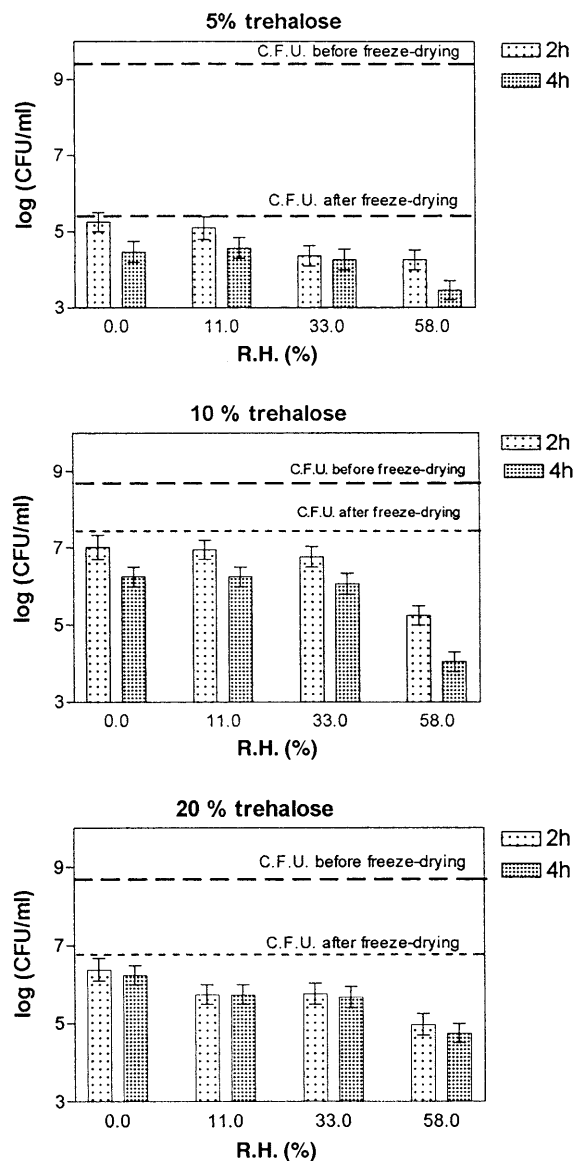 5% trehalose
C.F.U. before freeze-drying
2h
4h
9
7
5
3
log (CFU/ml)
C.F.U. after freeze-drying
0.0 11.0 33.0 58.0
R.H. (%)
10 % trehalose
2h
4h
9
7
5
3
log (CFU/ml)
C.F.U. before freeze-drying
C.F.U. after freeze-drying
0.0 11.0 33.0 58.0
R.H. (%)
20 % trehalose
2h
4h
9
7
5
3
log (CFU/ml)
C.F.U. before freeze-drying
C.F.U. after freeze-drying
0.0 11.0 33.0 58.0
R.H. (%)